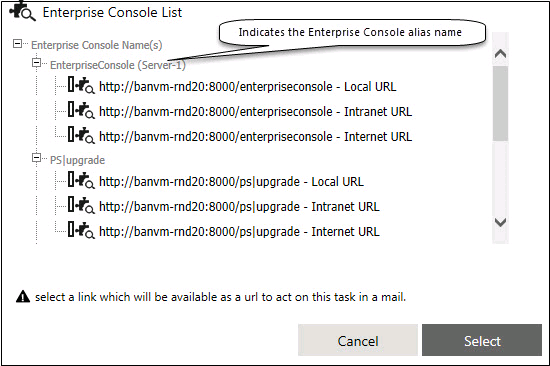 Enterprise Console List
Indicates the Enterprise Console alias name
Enterprise Console Name(s)
EnterpriseConsole (Server-1)
http://banvm-rnd20:8000/enterpriseconsole - Local URL
http://banvm-rnd20:8000/enterpriseconsole - Intranet URL
http://banvm-rnd20:8000/enterpriseconsole - Internet URL
PS|upgrade
http://banvm-rnd20:8000/ps|upgrade - Local URL
http://banvm-rnd20:8000/ps|upgrade - Intranet URL
http://banvm-rnd20:8000/ps|upgrade - Internet URL
select a link which will be available as a url to act on this task in a mail.
Cancel
Select